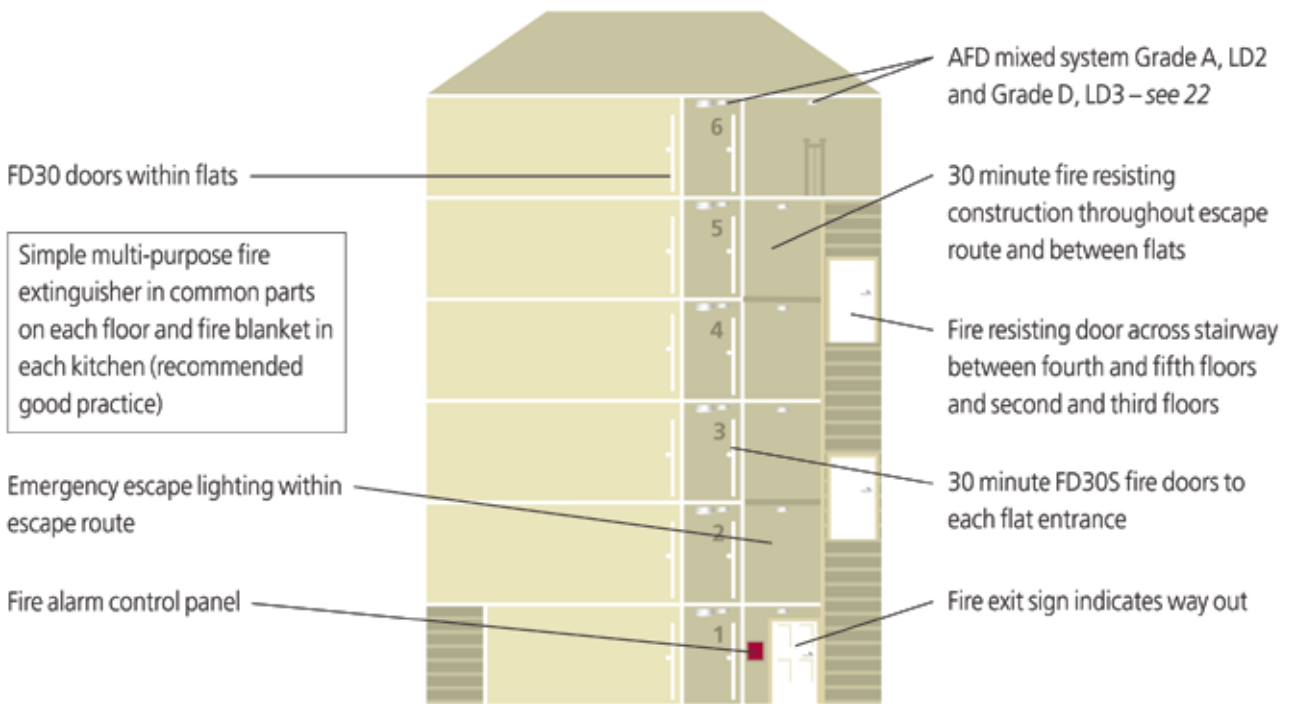 AFD mixed system Grade A, LD2
and Grade D, LD3 – see 22
FD30 doors within flats
30 minute fire resisting
construction throughout escape
route and between flats
Simple multi-purpose fire
extinguisher in common parts
on each floor and fire blanket in
each kitchen (recommended
good practice)
Fire resisting door across stairway
between fourth and fifth floors
and second and third floors
Emergency escape lighting within
escape route
30 minute FD30S fire doors to
each flat entrance
Fire alarm control panel
Fire exit sign indicates way out
6
5
4
3
2
1